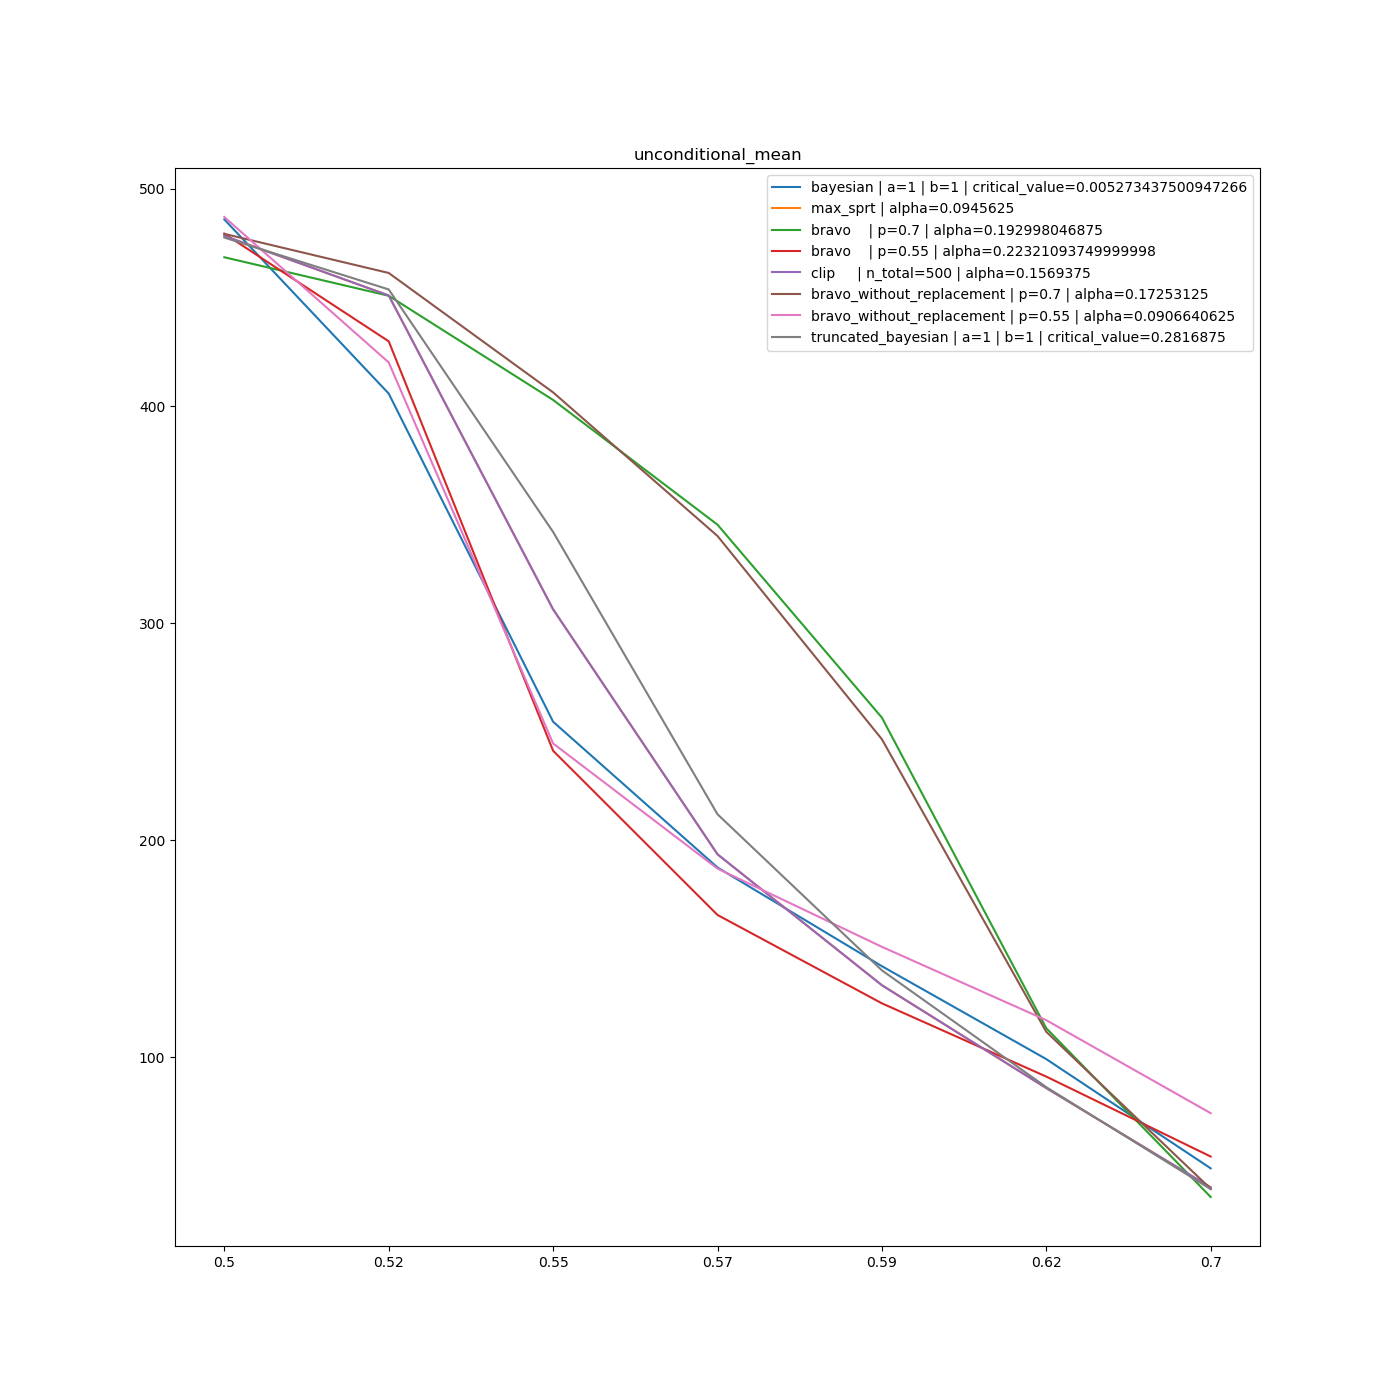 unconditional_mean
500
400
300
200
100
bayesian | a=1 | b=1 | critical_value=0.005273437500947266
max_sprt | alpha=0.0945625
bravo    | p=0.7 | alpha=0.192998046875
bravo    | p=0.55 | alpha=0.22321093749999998
clip     | n_total=500 | alpha=0.1569375
bravo_without_replacement | p=0.7 | alpha=0.17253125
bravo_without_replacement | p=0.55 | alpha=0.0906640625
truncated_bayesian | a=1 | b=1 | critical_value=0.2816875
0.5 0.52 0.55 0.57 0.59 0.62 0.7